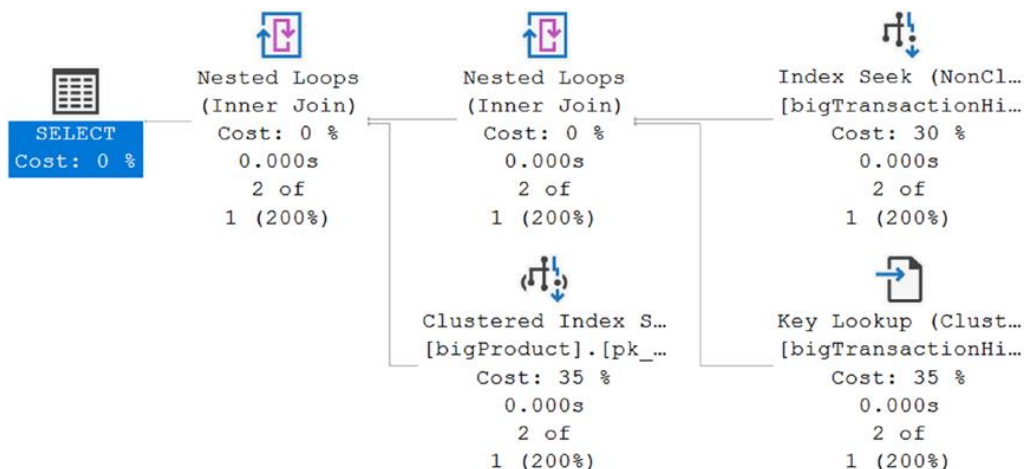 SELECT
Cost: 0 %
Nested Loops
(Inner Join)
Cost: 0 %
0.000s
2 of
1 (200%)
Nested Loops
(Inner Join)
Cost: 0 %
0.000s
2 of
1 (200%)
Index Seek (NonCl…
[bigTransactionHi…
Cost: 30 %
0.000s
2 of
1 (200%)
Clustered Index S…
[bigProduct].[pk_…
Cost: 35 %
0.000s
2 of
1 (200%)
Key Lookup (Clust…
[bigTransactionHi…
Cost: 35 %
0.000s
2 of
1 (200%)